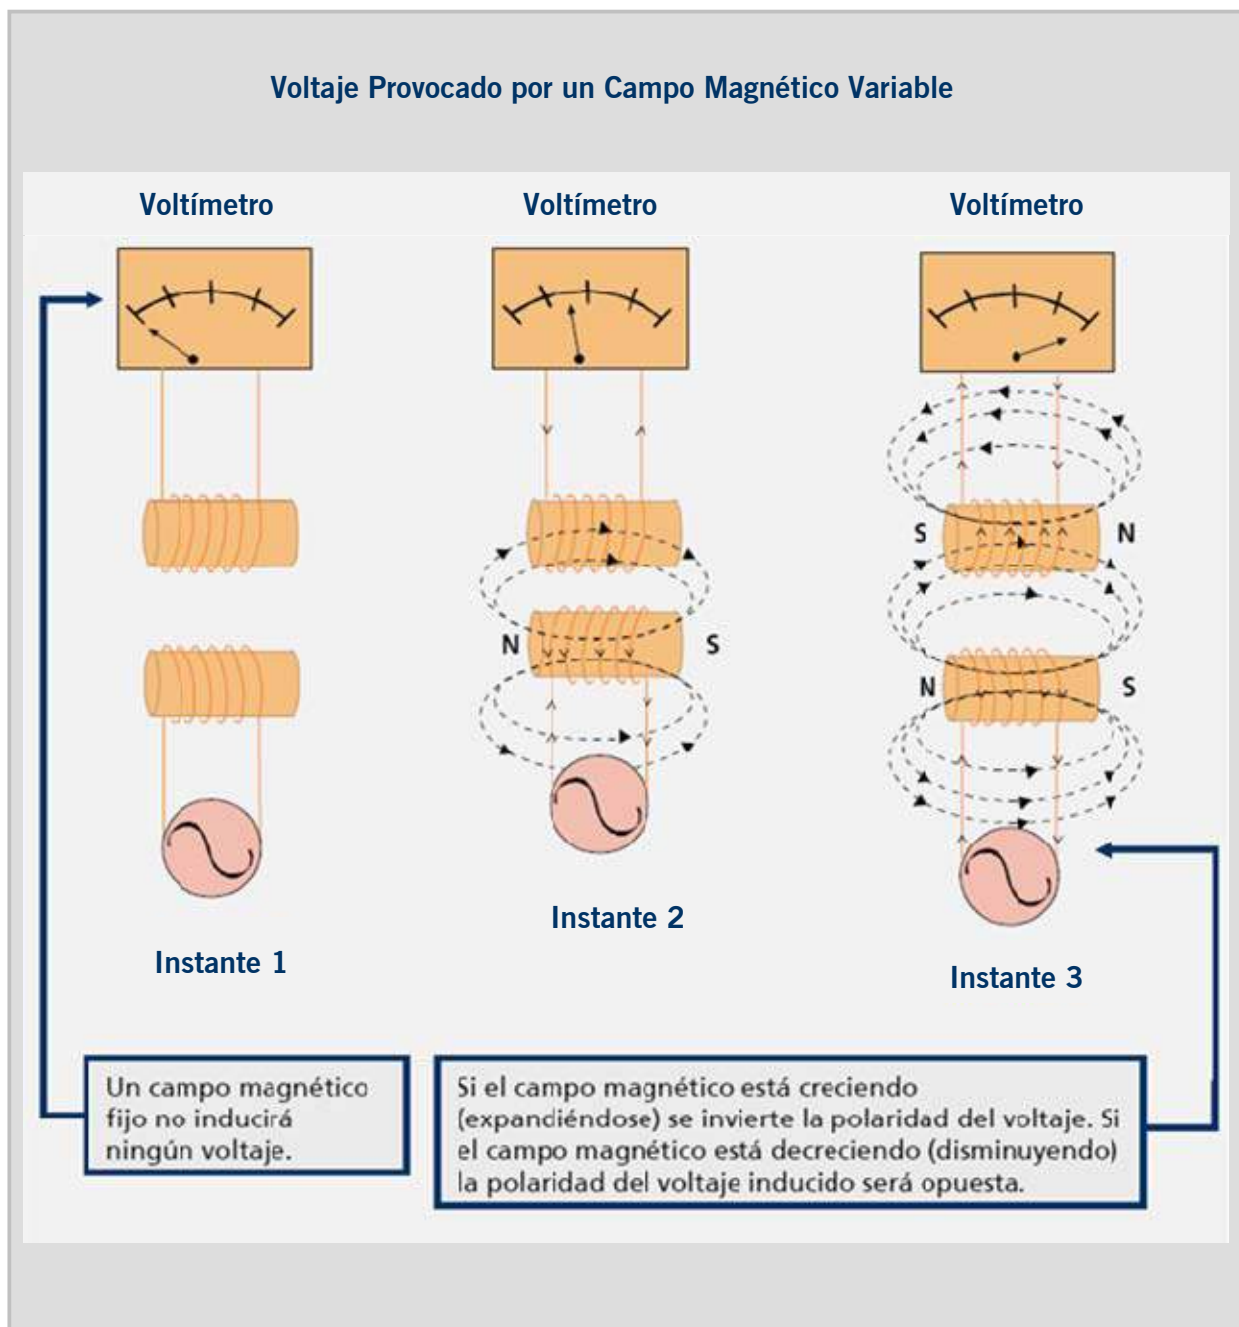 Voltaje Provocado por un Campo Magnético Variable
Voltímetro
Voltímetro
Voltímetro
S
N
N
S
N
S
Instante 1
Instante 2
Instante 3
Un campo magnético
fijo no inducirá
ningún voltaje.
Si el campo magnético está creciendo
(expandiéndose) se invierte la polaridad del voltaje. Si
el campo magnético está decreciendo (disminuyendo)
la polaridad del voltaje inducido será opuesta.